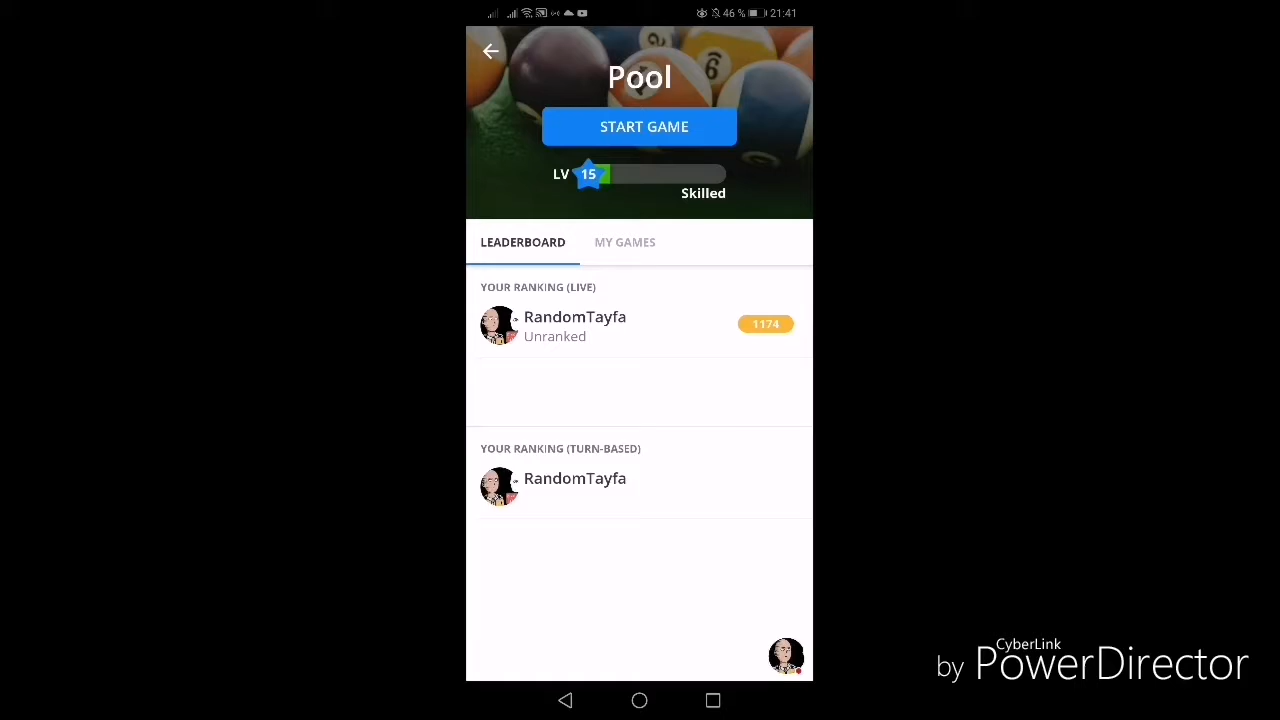 46 % 21:41
Pool
START GAME
LV 15
Skilled
LEADERBOARD MY GAMES
YOUR RANKING (LIVE)
RandomTayfa
1174
Unranked
YOUR RANKING (TURN-BASED)
RandomTayfa
CyberLink
by PowerDirector